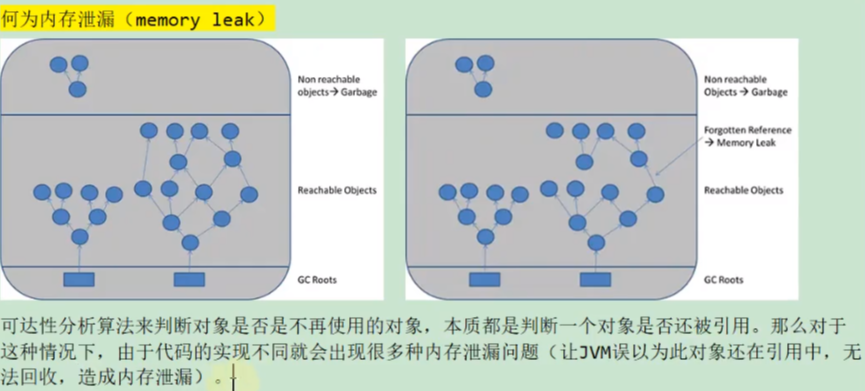 何为内存泄漏（memory leak）
Non reachable
objects→ Garbage
Reachable Objects
GC Roots
Non reachable
Objects → Garbage
Forgotten Reference
→ Memory Leak
Reachable Objects
GC Roots
可达性分析算法来判断对象是否是不再使用的对象，本质都是判断一个对象是否还被引用。那么对于
这种情况下，由于代码的实现不同就会出现很多种内存泄漏问题（让JVM误以为此对象还在引用中，无
法回收，造成内存泄漏）。